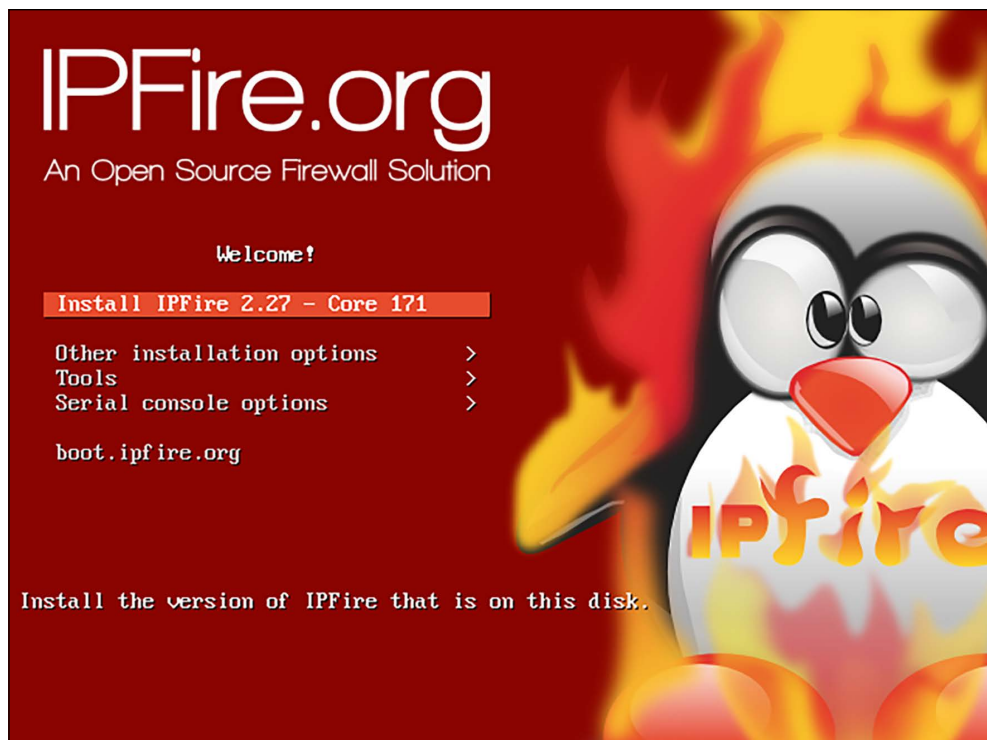 IPFire.org
An Open Source Firewall Solution
Welcome!
Install IPFire 2.27 - Core 171
Other installation options >
Tools >
Serial console options >
boot.ipfire.org
IPfire
Install the version of IPFire that is on this disk.